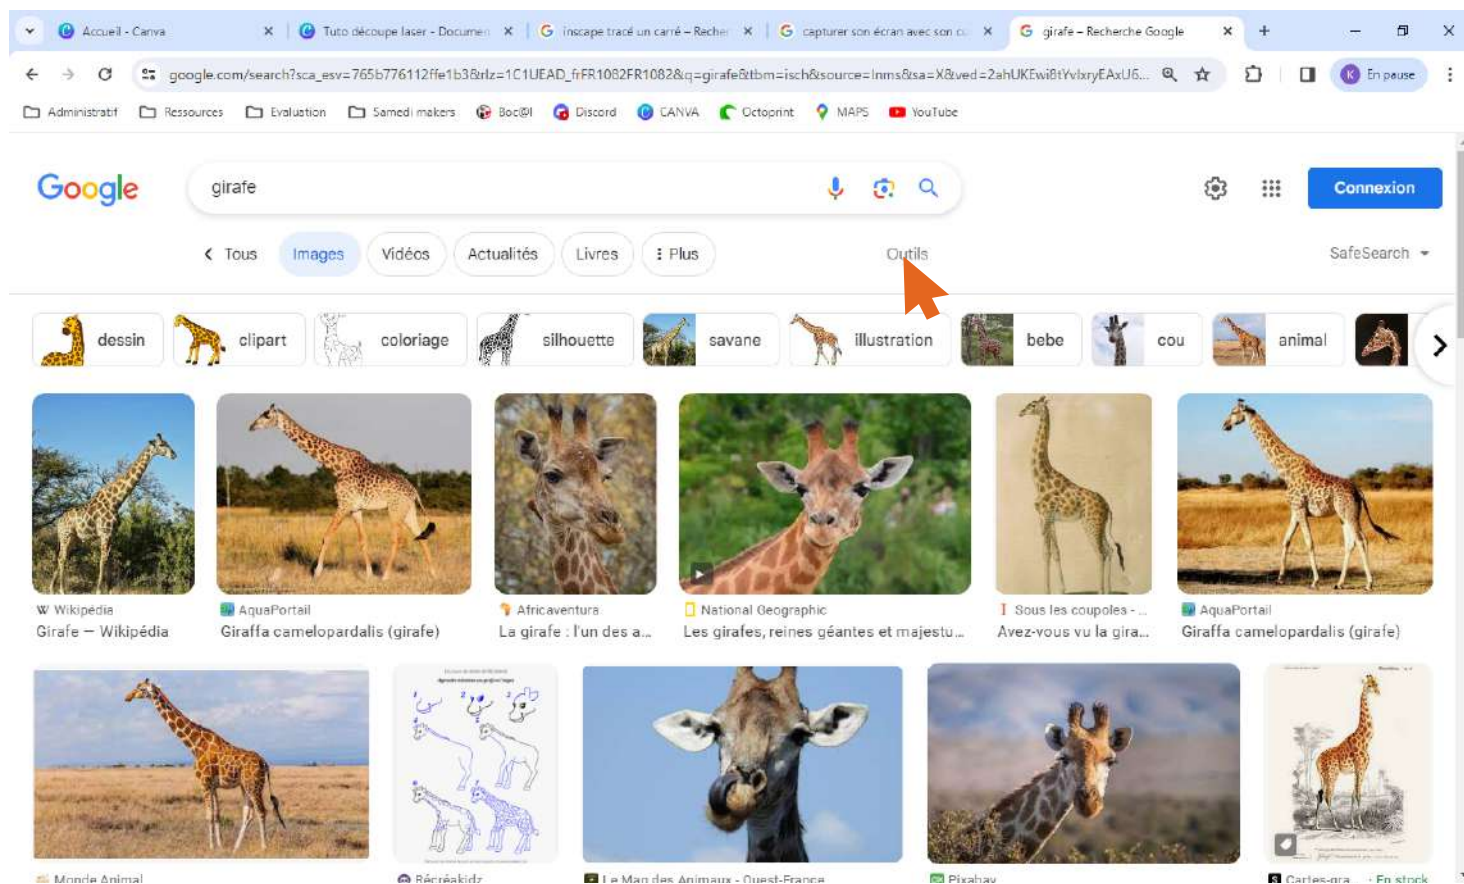 Accueil - Canva
Tuto découpe laser - Documen
inscape tracé un carré – Recher
capturer son écran avec son o
girafe – Recherche Google
google.com/search?sca_esv=765b776112ffe1b3&rlz=1C1UEAD_frFR1082FR1082&q=girafe&tbm=isch&source=lnms&sa=X&ved=2ahUKEwi8tYvlxryEAxU6...
K En pause
Administratif
Ressources
Evaluation
Samedi makers
Boc@l
Discord
CANVA
Octoprint
MAPS
YouTube
Google
girafe
Connexion
Tous
Images
Vidéos
Actualités
Livres
Plus
Outils
SafeSearch
dessin
clipart
coloriage
silhouette
savane
illustration
bebe
cou
animal
W Wikipédia
Girafe — Wikipédia
AquaPortail
Giraffa camelopardalis (girafe)
Africaventura
La girafe : l'un des a...
National Geographic
Les girafes, reines géantes et majestu...
Sous les coupoles - ...
Avez-vous vu la gira...
AquaPortail
Giraffa camelopardalis (girafe)
Monde Animal
Récréakidz
Le Mag des Animaux - Ouest-France
Pixabay
Cartes-gra... · En stock